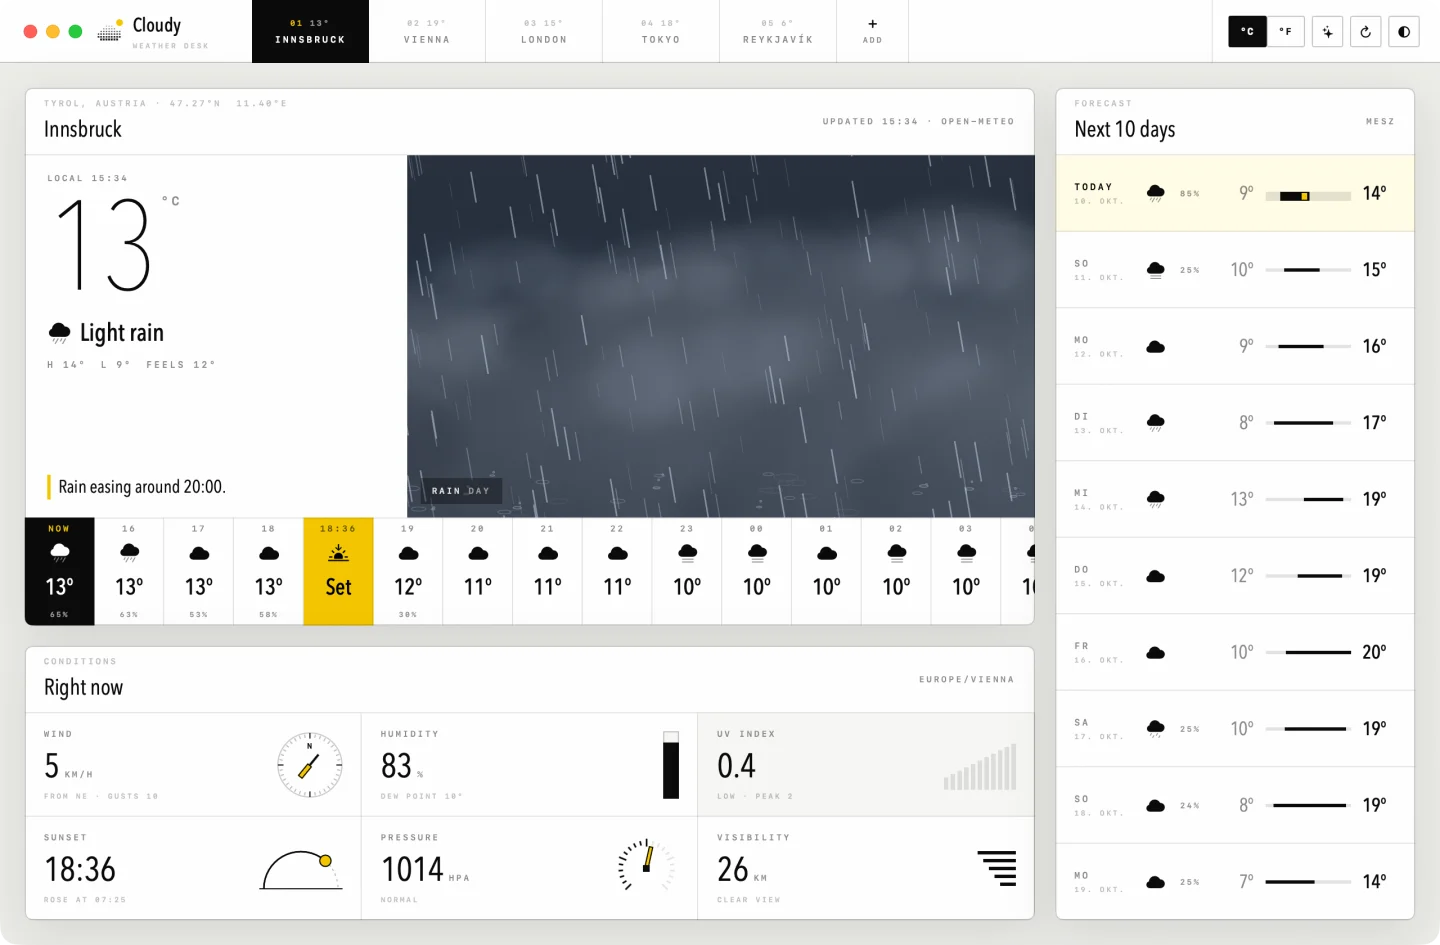 Cloudy
WEATHER DESK
01 13°
INNSBRUCK
02 19°
VIENNA
03 15°
LONDON
04 18°
TOKYO
05 6°
REYKJAVÍK
+
ADD
°C
°F
TYROL, AUSTRIA · 47.27°N 11.40°E
Innsbruck
UPDATED 15:34 · OPEN-METEO
LOCAL 15:34
13 °C
Light rain
H 14° L 9° FEELS 12°
Rain easing around 20:00.
RAIN DAY
NOW
13°
65%
16
13°
63%
17
13°
53%
18
13°
58%
18:36
Set
19
12°
30%
20
11°
21
11°
22
11°
23
10°
00
10°
01
10°
02
10°
03
10°
CONDITIONS
Right now
EUROPE/VIENNA
WIND
5 KM/H
FROM NE · GUSTS 10
N
HUMIDITY
83 %
DEW POINT 10°
UV INDEX
0.4
LOW · PEAK 2
SUNSET
18:36
ROSE AT 07:25
PRESSURE
1014 HPA
NORMAL
VISIBILITY
26 KM
CLEAR VIEW
FORECAST
Next 10 days
MESZ
TODAY
10. OKT.
85%
9°
14°
SO
11. OKT.
25%
10°
15°
MO
12. OKT.
9°
16°
DI
13. OKT.
8°
17°
MI
14. OKT.
13°
19°
DO
15. OKT.
12°
19°
FR
16. OKT.
10°
20°
SA
17. OKT.
25%
10°
19°
SO
18. OKT.
24%
8°
19°
MO
19. OKT.
25%
7°
14°